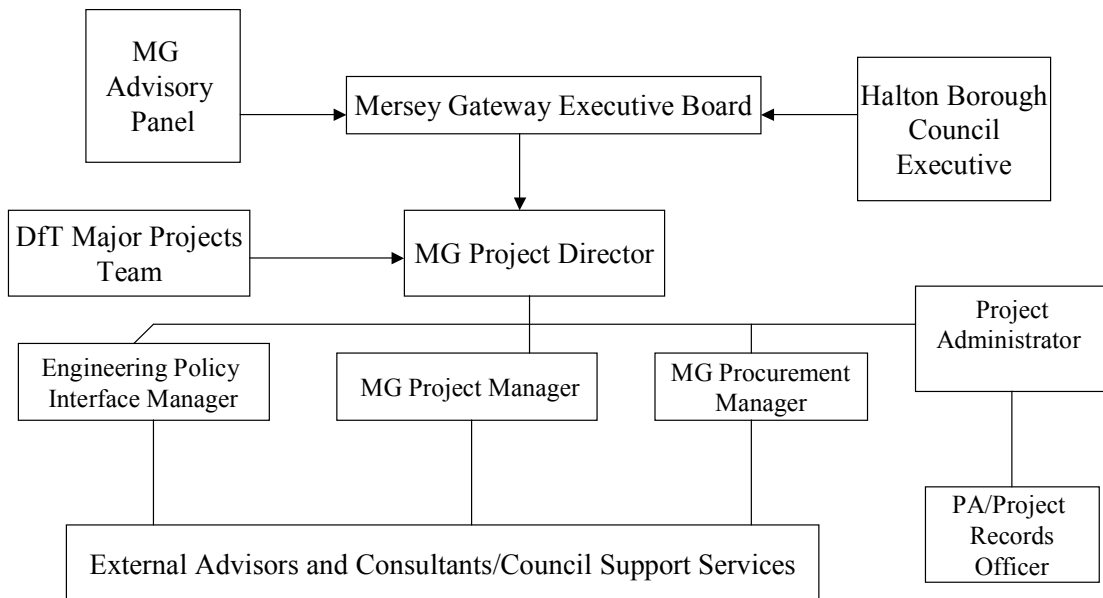 MG
Advisory
Panel
Mersey Gateway Executive Board
Halton Borough
Council
Executive
DfT Major Projects
Team
MG Project Director
Project
Administrator
Engineering Policy
Interface Manager
MG Project Manager
MG Procurement
Manager
PA/Project
Records
Officer
External Advisors and Consultants/Council Support Services